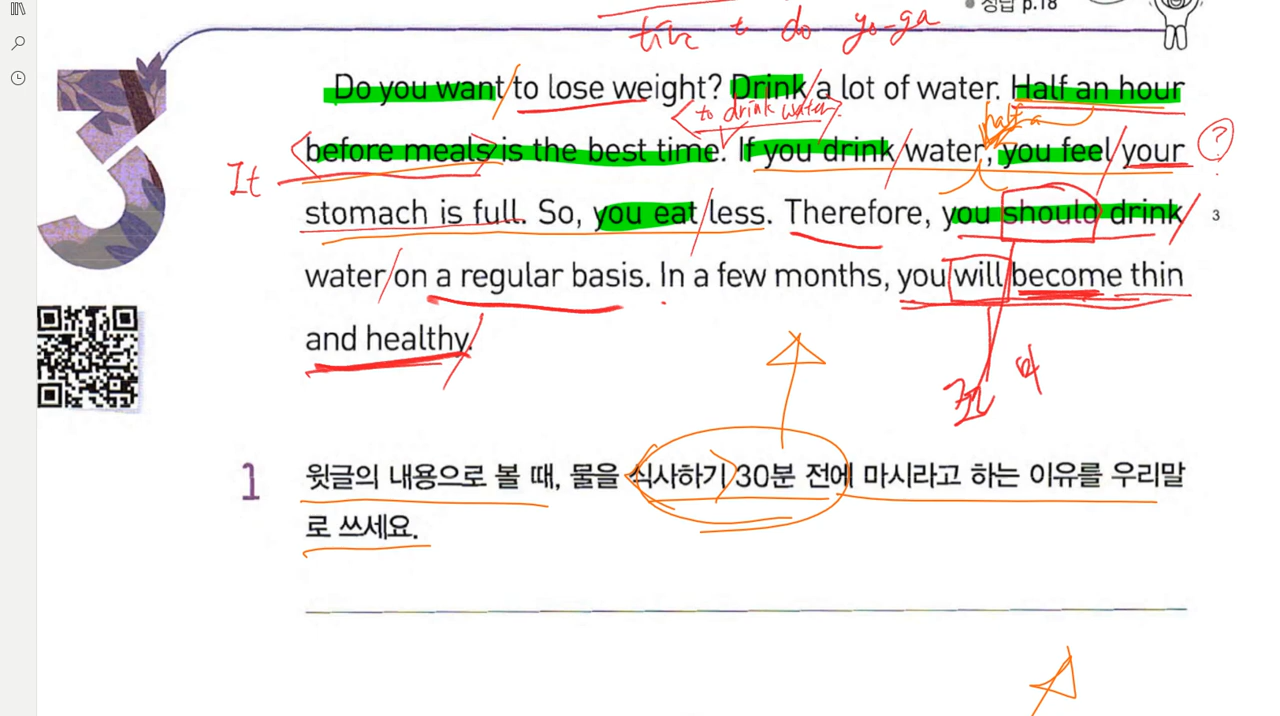 정답 p.18
time to do yo-ga
3
Do you want to lose weight? Drink a lot of water. Half an hour
to drink water.
half a
It
before meals is the best time. If you drink water, you feel your
?
stomach is full. So, you eat less. Therefore, you should drink
3
water on a regular basis. In a few months, you will become thin
and healthy.
1 윗글의 내용으로 볼 때, 물을 식사하기 30분 전에 마시라고 하는 이유를 우리말
로 쓰세요.